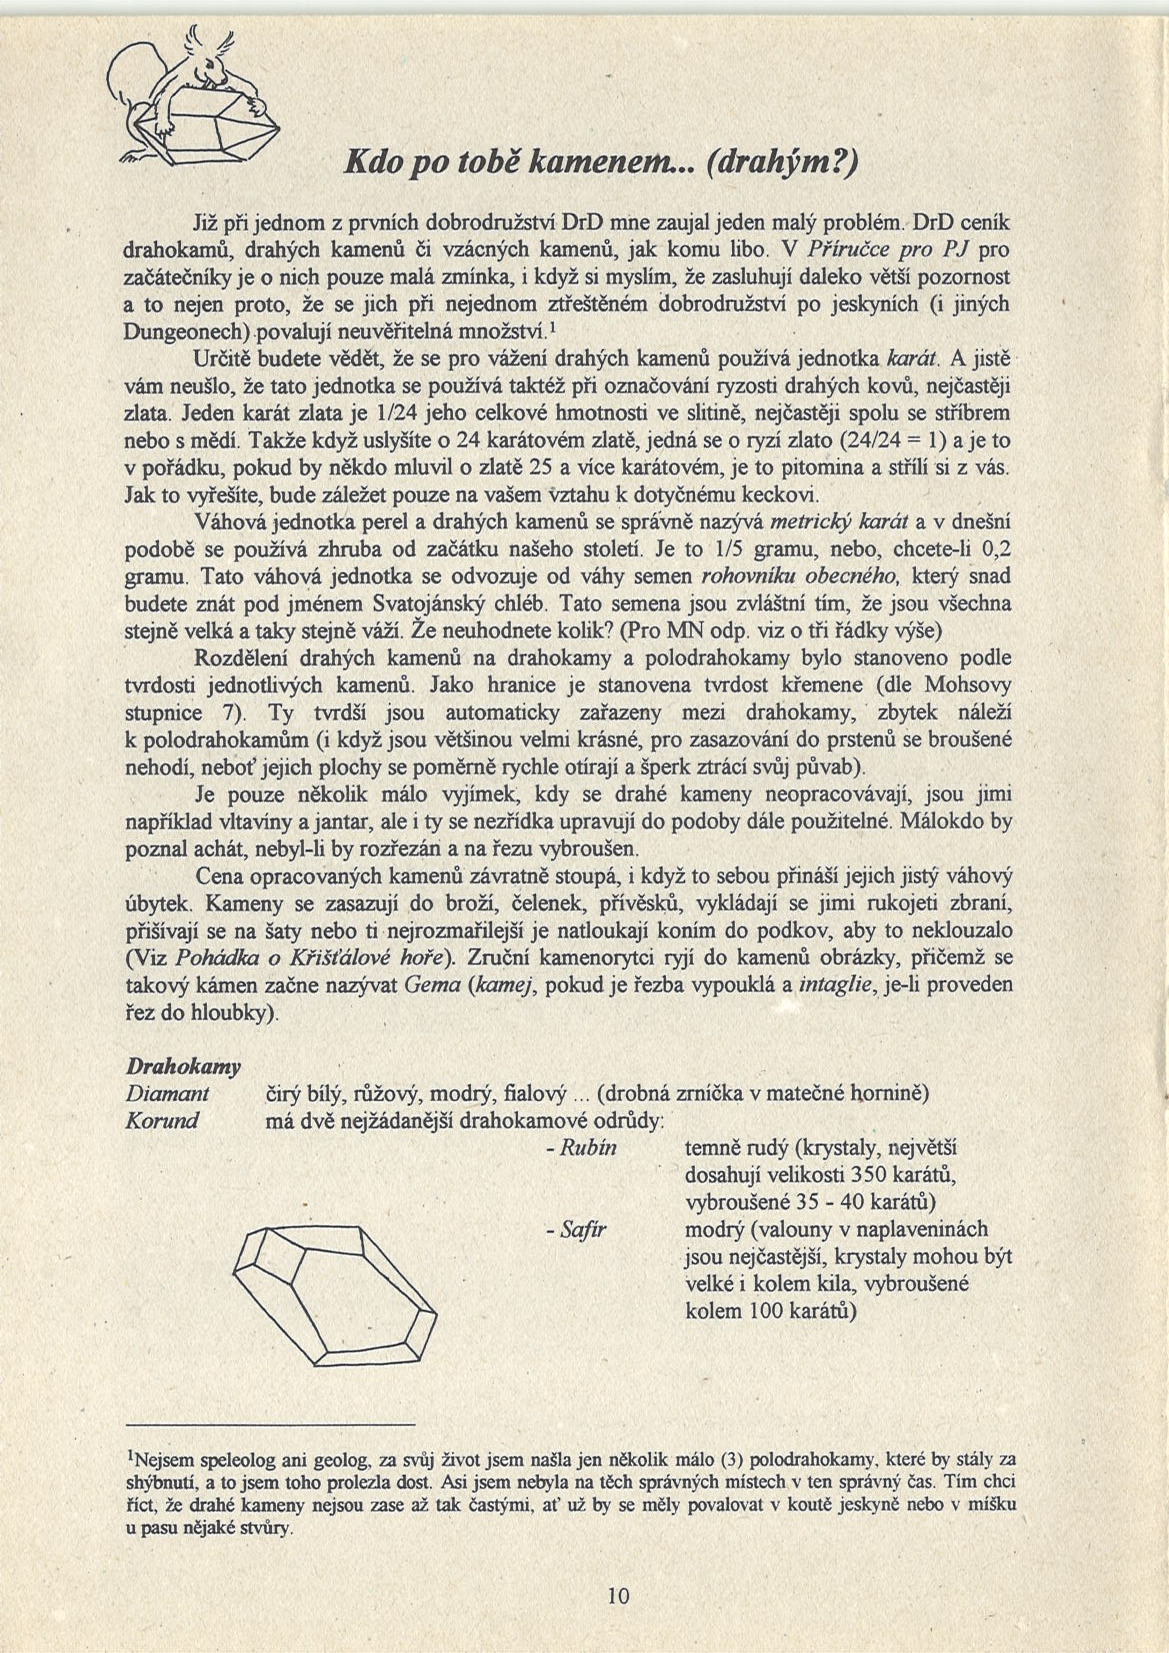 Kdo po tobě kamenem... (drahým?)
Již při jednom z prvních dobrodružství DrD mne zaujal jeden malý problém. DrD ceník
drahokamů, drahých kamenů či vzácných kamenů, jak komu libo. V Příručce pro PJ pro
začátečníky je o nich pouze malá zmínka, i když si myslím, že zasluhují daleko větší pozornost
a to nejen proto, že se jich při nejednom ztřeštěném dobrodružství po jeskyních (i jiných
Dungeonech) povalují neuvěřitelná množství.¹
Určitě budete vědět, že se pro vážení drahých kamenů používá jednotka karát. A jistě
vám neušlo, že tato jednotka se používá taktéž při označování ryzosti drahých kovů, nejčastěji
zlata. Jeden karát zlata je 1/24 jeho celkové hmotnosti ve slitině, nejčastěji spolu se stříbrem
nebo s mědí. Takže když uslyšíte o 24 karátovém zlatě, jedná se o ryzí zlato (24/24 = 1) a je to
v pořádku, pokud by někdo mluvil o zlatě 25 a více karátovém, je to pitomina a střílí si z vás.
Jak to vyřešíte, bude záležet pouze na vašem vztahu k dotyčnému keckovi.
Váhová jednotka perel a drahých kamenů se správně nazývá metrický karát a v dnešní
podobě se používá zhruba od začátku našeho století. Je to 1/5 gramu, nebo, chcete-li 0,2
gramu. Tato váhová jednotka se odvozuje od váhy semen rohovníku obecného, který snad
budete znát pod jménem Svatojánský chléb. Tato semena jsou zvláštní tím, že jsou všechna
stejně velká a taky stejně váží. Že neuhodnete kolik? (Pro MN odp. viz o tři řádky výše)
Rozdělení drahých kamenů na drahokamy a polodrahokamy bylo stanoveno podle
tvrdosti jednotlivých kamenů. Jako hranice je stanovena tvrdost křemene (dle Mohsovy
stupnice 7). Ty tvrdší jsou automaticky zařazeny mezi drahokamy, zbytek náleží
k polodrahokamům (i když jsou většinou velmi krásné, pro zasazování do prstenů se broušené
nehodí, neboť jejich plochy se poměrně rychle otírají a šperk ztrácí svůj půvab).
Je pouze několik málo vyjímek, kdy se drahé kameny neopracovávají, jsou jimi
například vltavíny a jantar, ale i ty se nezřídka upravují do podoby dále použitelné. Málokdo by
poznal achát, nebyl-li by rozřezán a na řezu vybroušen.
Cena opracovaných kamenů závratně stoupá, i když to sebou přináší jejich jistý váhový
úbytek. Kameny se zasazují do broží, čelenek, přívěsků, vykládají se jimi rukojeti zbraní,
přišívají se na šaty nebo ti nejrozmařilejší je natloukají koním do podkov, aby to neklouzalo
(Viz Pohádka o Křišťálové hoře). Zruční kamenorytci ryjí do kamenů obrázky, přičemž se
takový kámen začne nazývat Gema (kamej, pokud je řezba vypouklá a intaglie, je-li proveden
řez do hloubky).
Drahokamy
Diamant čirý bílý, růžový, modrý, fialový ... (drobná zrníčka v matečné hornině)
Korund má dvě nejžádanější drahokamové odrůdy:
- Rubín temně rudý (krystaly, největší
dosahují velikosti 350 karátů,
vybroušené 35 - 40 karátů)
- Safír modrý (valouny v naplaveninách
jsou nejčastější, krystaly mohou být
velké i kolem kila, vybroušené
kolem 100 karátů)
¹Nejsem speleolog ani geolog, za svůj život jsem našla jen několik málo (3) polodrahokamy, které by stály za
shýbnutí, a to jsem toho prolezla dost. Asi jsem nebyla na těch správných místech v ten správný čas. Tím chci
říct, že drahé kameny nejsou zase až tak častými, ať už by se měly povalovat v koutě jeskyně nebo v míšku
u pasu nějaké stvůry.
10